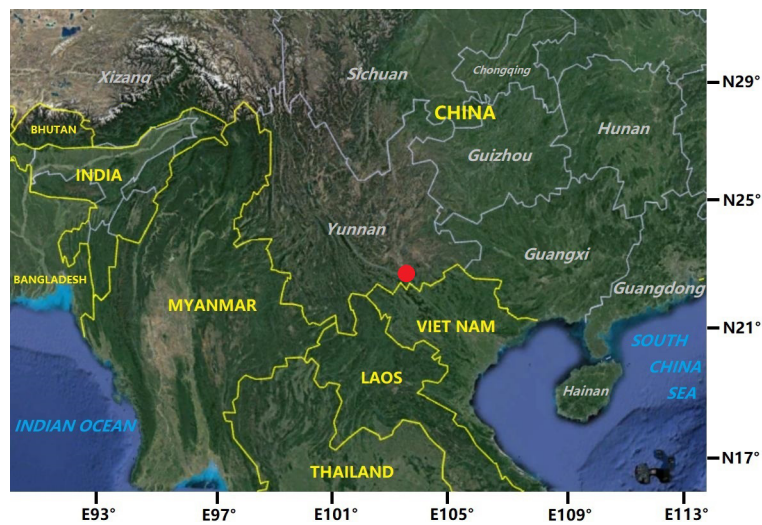 Xizang
Sichuan
Chongqing
N29°
CHINA
BHUTAN
Hunan
Guizhou
INDIA
N25°
Yunnan
Guangxi
BANGLADESH
Guangdong
MYANMAR
VIET NAM
N21°
SOUTH
CHINA
SEA
LAOS
Hainan
INDIAN OCEAN
N17°
THAILAND
E93°
E97°
E101°
E105°
E109°
E113°